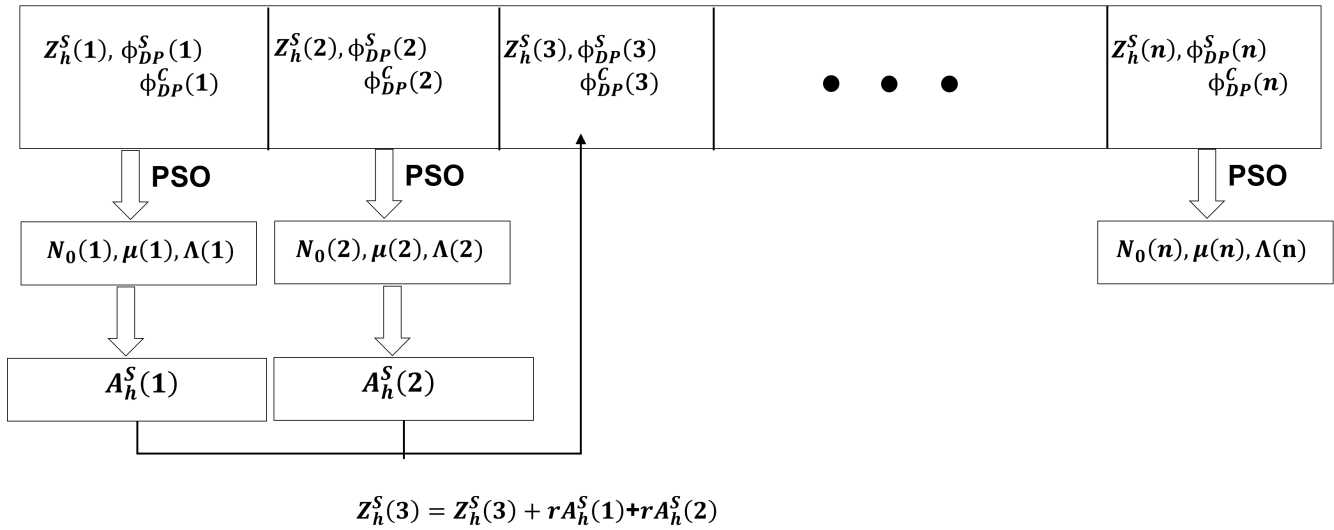 Z_h^S(1), ϕ_DP^S(1)
ϕ_DP^C(1)
Z_h^S(2), ϕ_DP^S(2)
ϕ_DP^C(2)
Z_h^S(3), ϕ_DP^S(3)
ϕ_DP^C(3)
Z_h^S(n), ϕ_DP^S(n)
ϕ_DP^C(n)
PSO
PSO
PSO
N_0(1), μ(1), Λ(1)
N_0(2), μ(2), Λ(2)
N_0(n), μ(n), Λ(n)
A_h^S(1)
A_h^S(2)
Z_h^S(3) = Z_h^S(3) + rA_h^S(1)+rA_h^S(2)